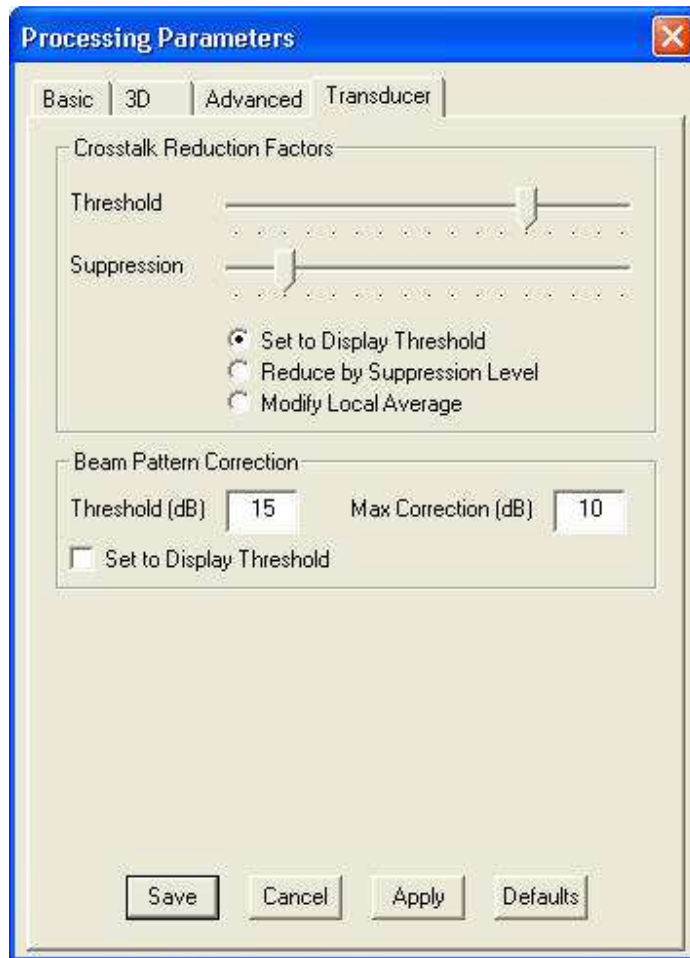 Processing Parameters
Basic 3D Advanced Transducer
Crosstalk Reduction Factors
Threshold
Suppression
Set to Display Threshold
Reduce by Suppression Level
Modify Local Average
Beam Pattern Correction
Threshold (dB) 15 Max Correction (dB) 10
Set to Display Threshold
Save Cancel Apply Defaults